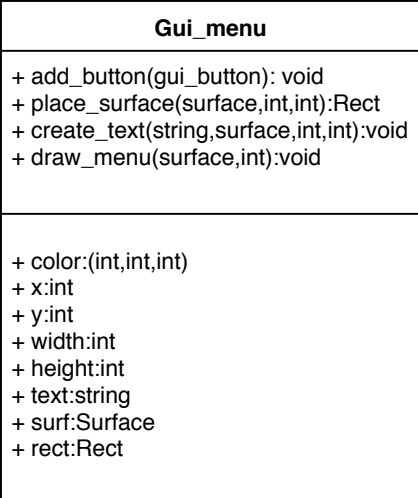 Gui_menu
+ add_button(gui_button): void
+ place_surface(surface,int,int):Rect
+ create_text(string,surface,int,int):void
+ draw_menu(surface,int):void
+ color:(int,int,int)
+ x:int
+ y:int
+ width:int
+ height:int
+ text:string
+ surf:Surface
+ rect:Rect